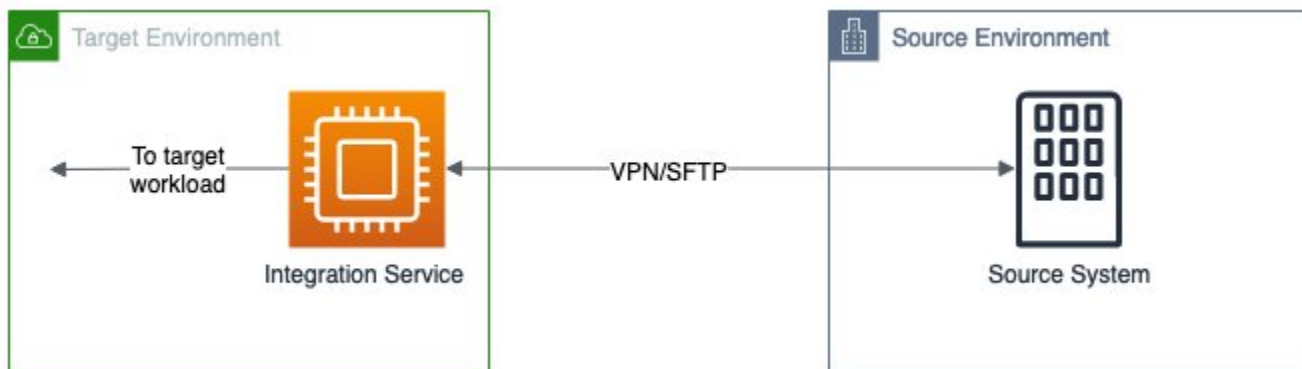 Target Environment
Source Environment
To target
workload
VPN/SFTP
Integration Service
Source System